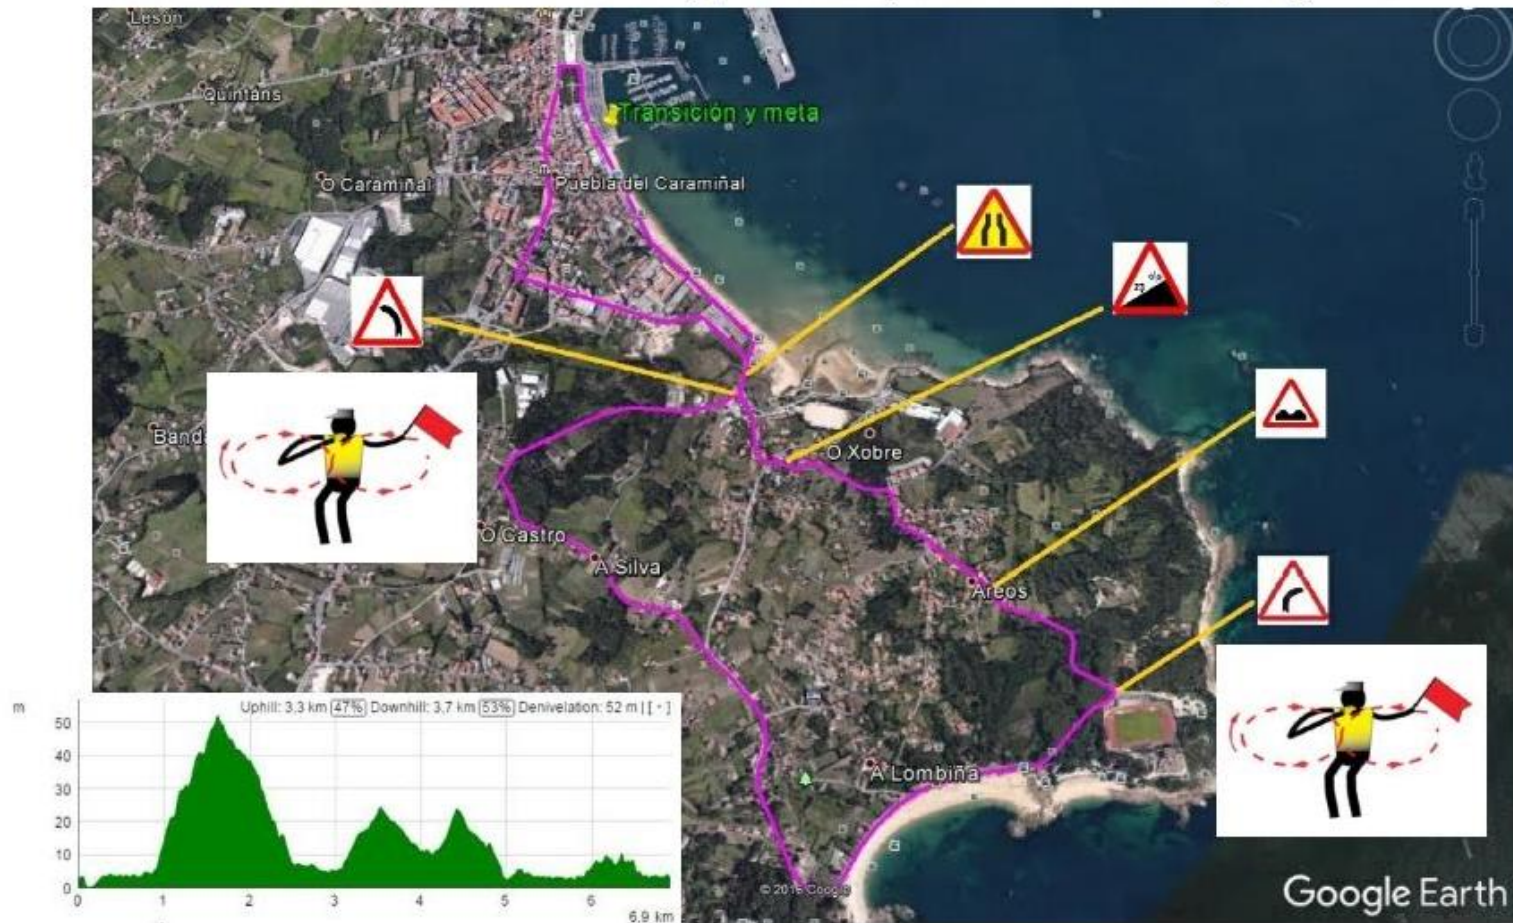 Leson
Quintans
Transición y meta
O Caramiñal
Puebla del Caramiñal
23 %
O Xobre
O Castro
A Silva
Areos
A Lombiña
m
Uphill: 3,3 km 47% Downhill: 3,7 km 53% Denivelation: 52 m | [ - ]
50
40
30
20
10
0
0 1 2 3 4 5 6
6,9 km
© 2016 Google
Google Earth